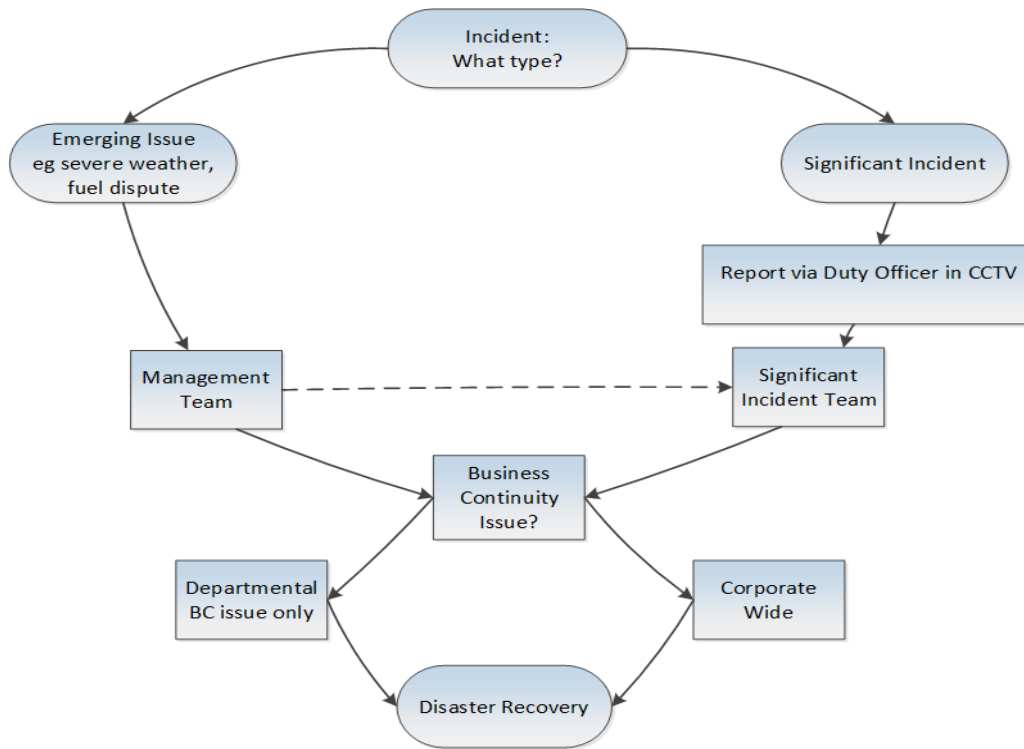 Incident:
What type?
Emerging Issue
eg severe weather,
fuel dispute
Significant Incident
Report via Duty Officer in CCTV
Management
Team
Significant
Incident Team
Business
Continuity
Issue?
Departmental
BC issue only
Corporate
Wide
Disaster Recovery